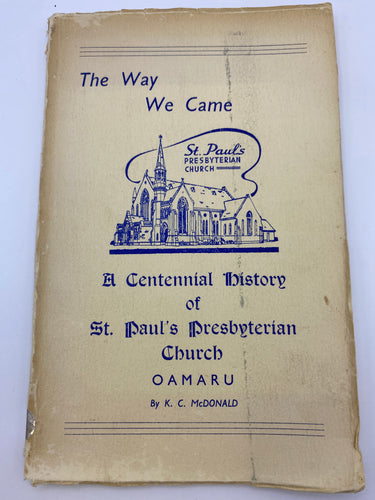 The Way
We Came
St. Paul's
PRESBYTERIAN
CHURCH
A Centennial History
of
St. Paul's Presbyterian
Church
OAMARU
By K. C. McDONALD